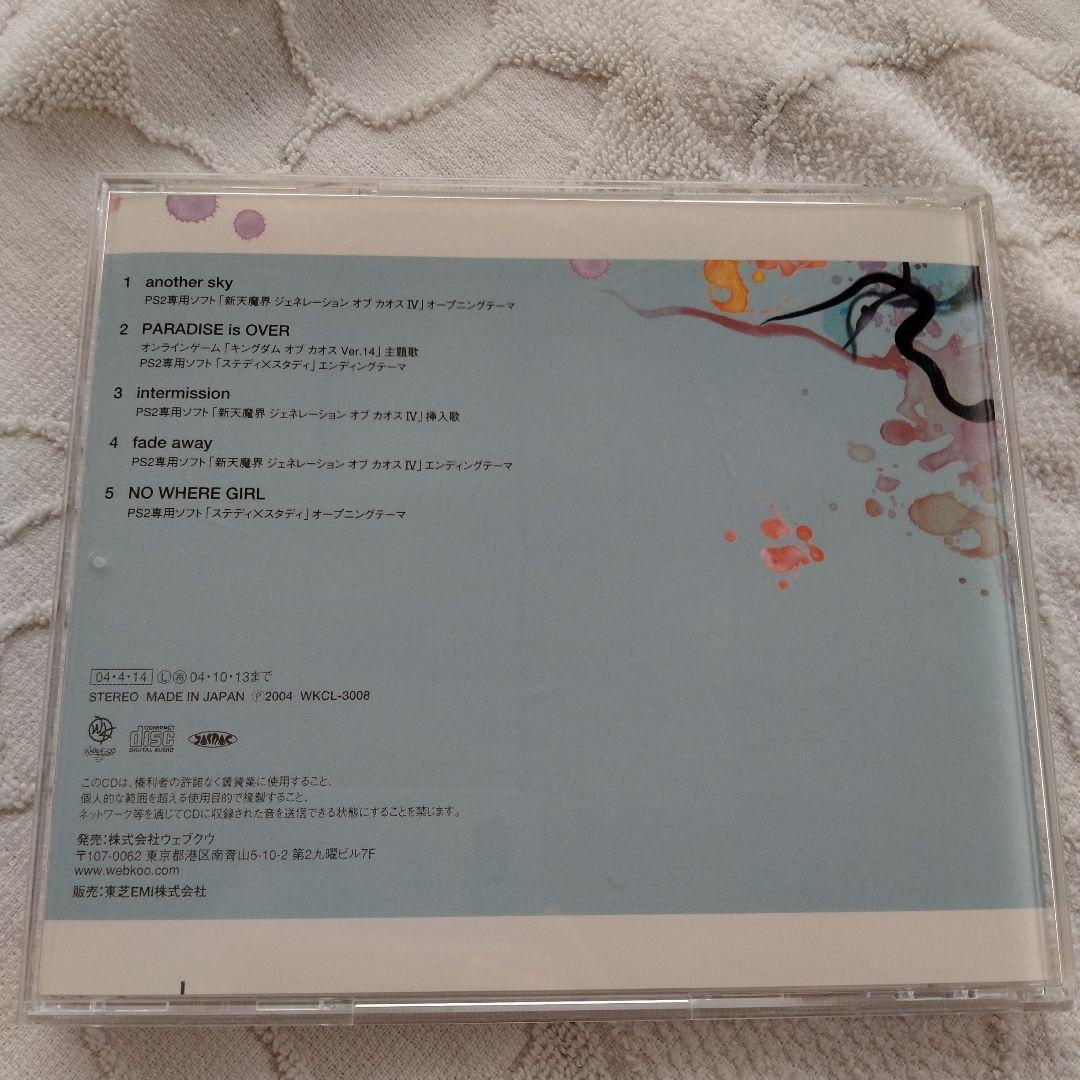 1 another sky
PS2専用ソフト「新天魔界 ジェネレーション オブ カオス Ⅳ」オープニングテーマ
2 PARADISE is OVER
オンラインゲーム「キングダム オブ カオス Ver.14」主題歌
PS2専用ソフト「ステディ×スタディ」エンディングテーマ
3 intermission
PS2専用ソフト「新天魔界 ジェネレーション オブ カオス Ⅳ」挿入歌
4 fade away
PS2専用ソフト「新天魔界 ジェネレーション オブ カオス Ⅳ」エンディングテーマ
5 NO WHERE GIRL
PS2専用ソフト「ステディ×スタディ」オープニングテーマ
04・4・14 Ⓛ 04・10・13まで
STEREO MADE IN JAPAN Ⓟ2004 WKCL-3008
COMPACT disc DIGITAL AUDIO JASRAC
このCDは、権利者の許諾なく賃貸業に使用すること、
個人的な範囲を超える使用目的で複製すること、
ネットワーク等を通じてCDに収録された音を送信できる状態にすることを禁じます。
発売：株式会社ウェブクウ
〒107-0062 東京都港区南青山5-10-2 第2九曜ビル7F
www.webkoo.com
販売：東芝EMI株式会社